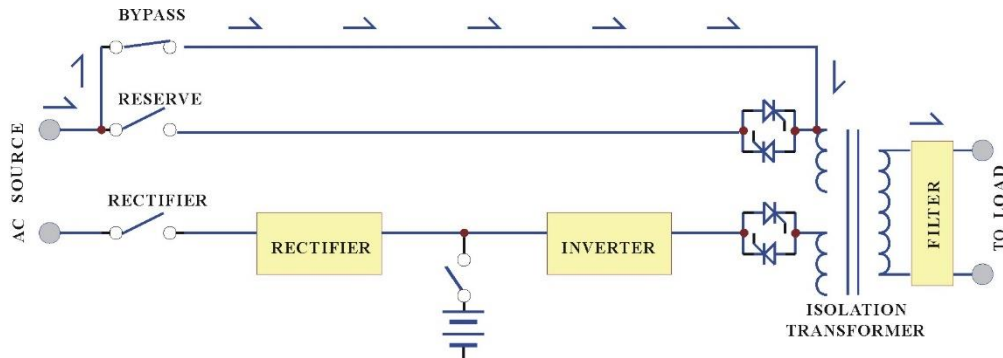 BYPASS
RESERVE
AC SOURCE
RECTIFIER
RECTIFIER
INVERTER
FILTER
TO LOAD
ISOLATION
TRANSFORMER